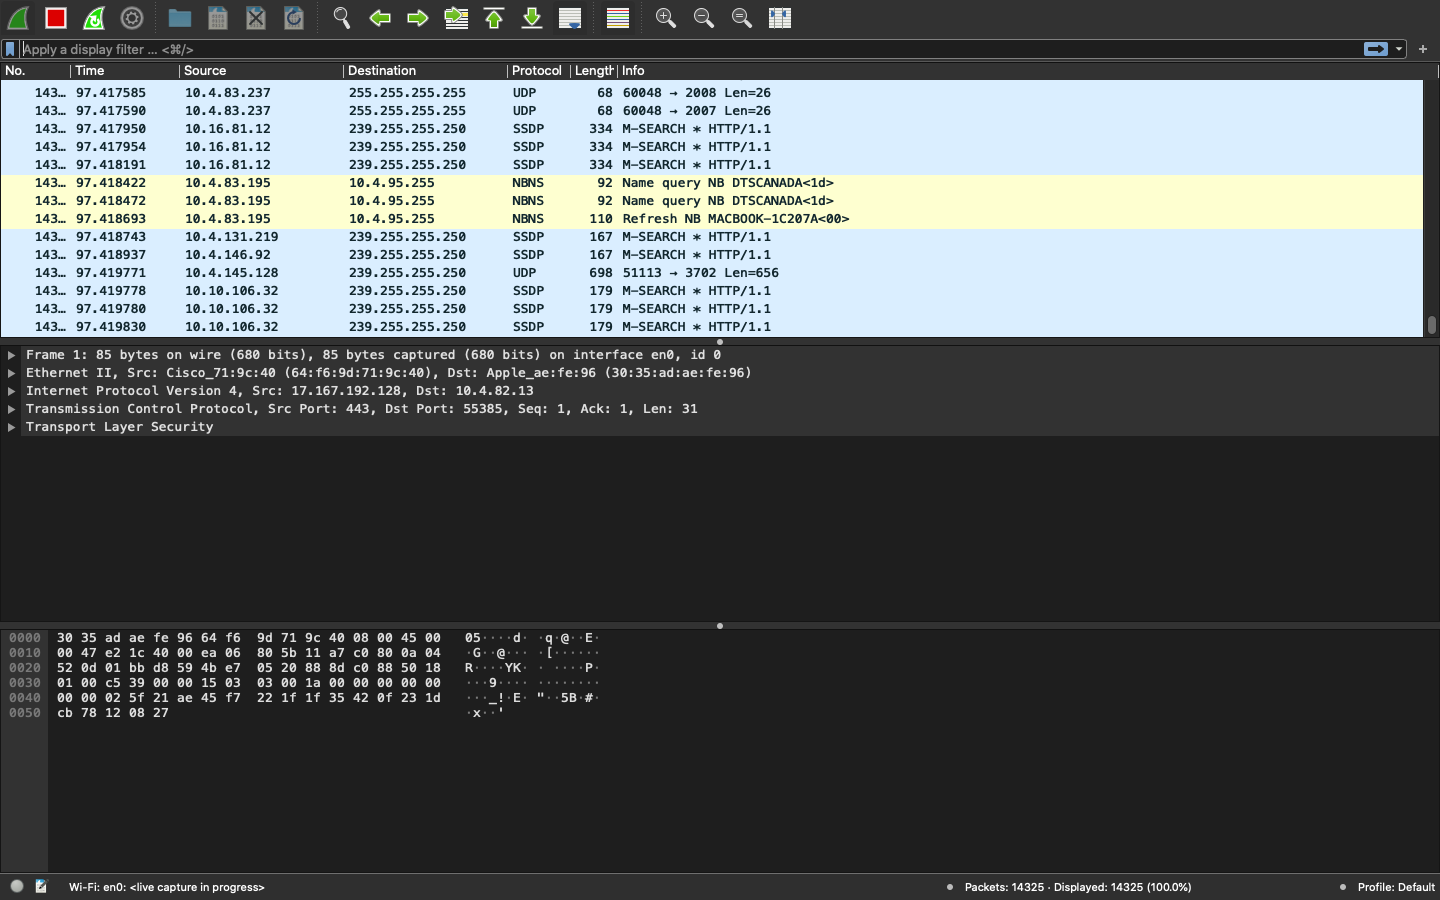 Apply a display filter ... <⌘/>
No. Time Source Destination Protocol Length Info
143… 97.417585 10.4.83.237 255.255.255.255 UDP 68 60048 → 2008 Len=26
143… 97.417590 10.4.83.237 255.255.255.255 UDP 68 60048 → 2007 Len=26
143… 97.417950 10.16.81.12 239.255.255.250 SSDP 334 M-SEARCH * HTTP/1.1
143… 97.417954 10.16.81.12 239.255.255.250 SSDP 334 M-SEARCH * HTTP/1.1
143… 97.418191 10.16.81.12 239.255.255.250 SSDP 334 M-SEARCH * HTTP/1.1
143… 97.418422 10.4.83.195 10.4.95.255 NBNS 92 Name query NB DTSCANADA<1d>
143… 97.418472 10.4.83.195 10.4.95.255 NBNS 92 Name query NB DTSCANADA<1d>
143… 97.418693 10.4.83.195 10.4.95.255 NBNS 110 Refresh NB MACBOOK-1C207A<00>
143… 97.418743 10.4.131.219 239.255.255.250 SSDP 167 M-SEARCH * HTTP/1.1
143… 97.418937 10.4.146.92 239.255.255.250 SSDP 167 M-SEARCH * HTTP/1.1
143… 97.419771 10.4.145.128 239.255.255.250 UDP 698 51113 → 3702 Len=656
143… 97.419778 10.10.106.32 239.255.255.250 SSDP 179 M-SEARCH * HTTP/1.1
143… 97.419780 10.10.106.32 239.255.255.250 SSDP 179 M-SEARCH * HTTP/1.1
143… 97.419830 10.10.106.32 239.255.255.250 SSDP 179 M-SEARCH * HTTP/1.1
Frame 1: 85 bytes on wire (680 bits), 85 bytes captured (680 bits) on interface en0, id 0
Ethernet II, Src: Cisco_71:9c:40 (64:f6:9d:71:9c:40), Dst: Apple_ae:fe:96 (30:35:ad:ae:fe:96)
Internet Protocol Version 4, Src: 17.167.192.128, Dst: 10.4.82.13
Transmission Control Protocol, Src Port: 443, Dst Port: 55385, Seq: 1, Ack: 1, Len: 31
Transport Layer Security
0000 30 35 ad ae fe 96 64 f6 9d 71 9c 40 08 00 45 00 05····d· ·q·@··E·
0010 00 47 e2 1c 40 00 ea 06 80 5b 11 a7 c0 80 0a 04 ·G··@··· ·[······
0020 52 0d 01 bb d8 59 4b e7 05 20 88 8d c0 88 50 18 R····YK· · ····P·
0030 01 00 c5 39 00 00 15 03 03 00 1a 00 00 00 00 00 ···9···· ········
0040 00 00 02 5f 21 ae 45 f7 22 1f 1f 35 42 0f 23 1d ···_!·E· "··5B·#·
0050 cb 78 12 08 27 ·x··'
Wi-Fi: en0: <live capture in progress>
Packets: 14325 · Displayed: 14325 (100.0%)
Profile: Default